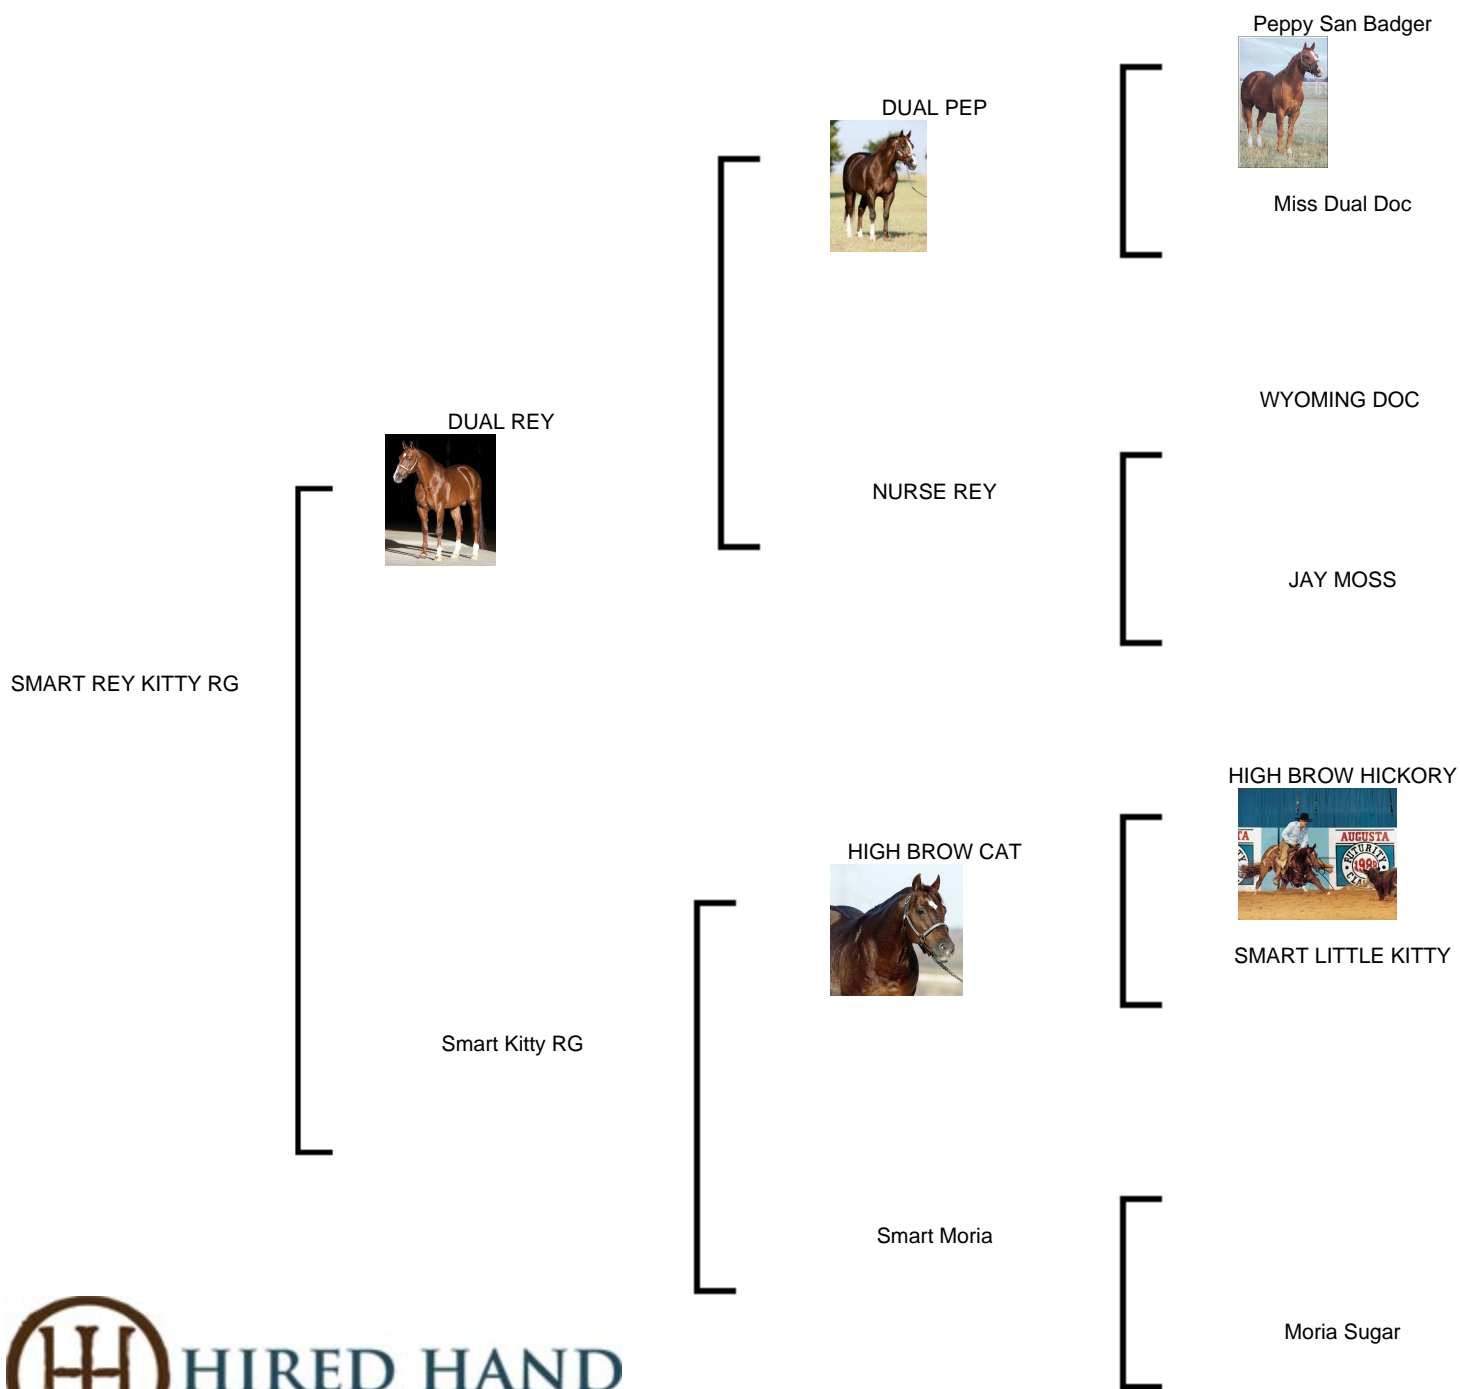 Peppy San Badger
DUAL PEP
Miss Dual Doc
WYOMING DOC
DUAL REY
NURSE REY
JAY MOSS
SMART REY KITTY RG
HIGH BROW HICKORY
AUGUSTA
FUTURITY
HIGH BROW CAT
SMART LITTLE KITTY
Smart Kitty RG
Smart Moria
Moria Sugar
HIRED HAND